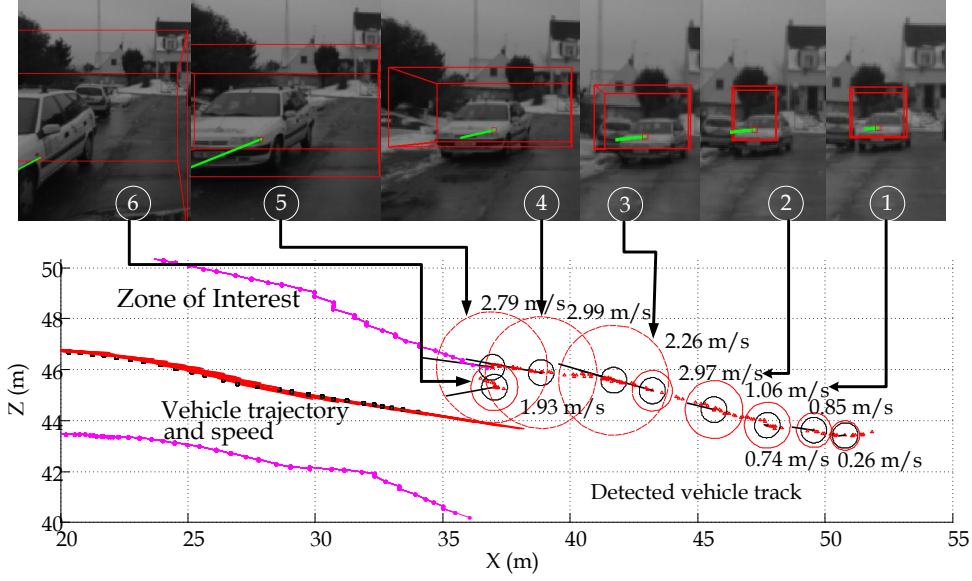 6
5
4
3
2
1
50
48
46
44
42
40
Z (m)
Zone of Interest
2.79 m/s
2.99 m/s
2.26 m/s
2.97 m/s
1.06 m/s
0.85 m/s
1.93 m/s
0.74 m/s
0.26 m/s
Vehicle trajectory
and speed
Detected vehicle track
20
25
30
35
40
45
50
55
X (m)